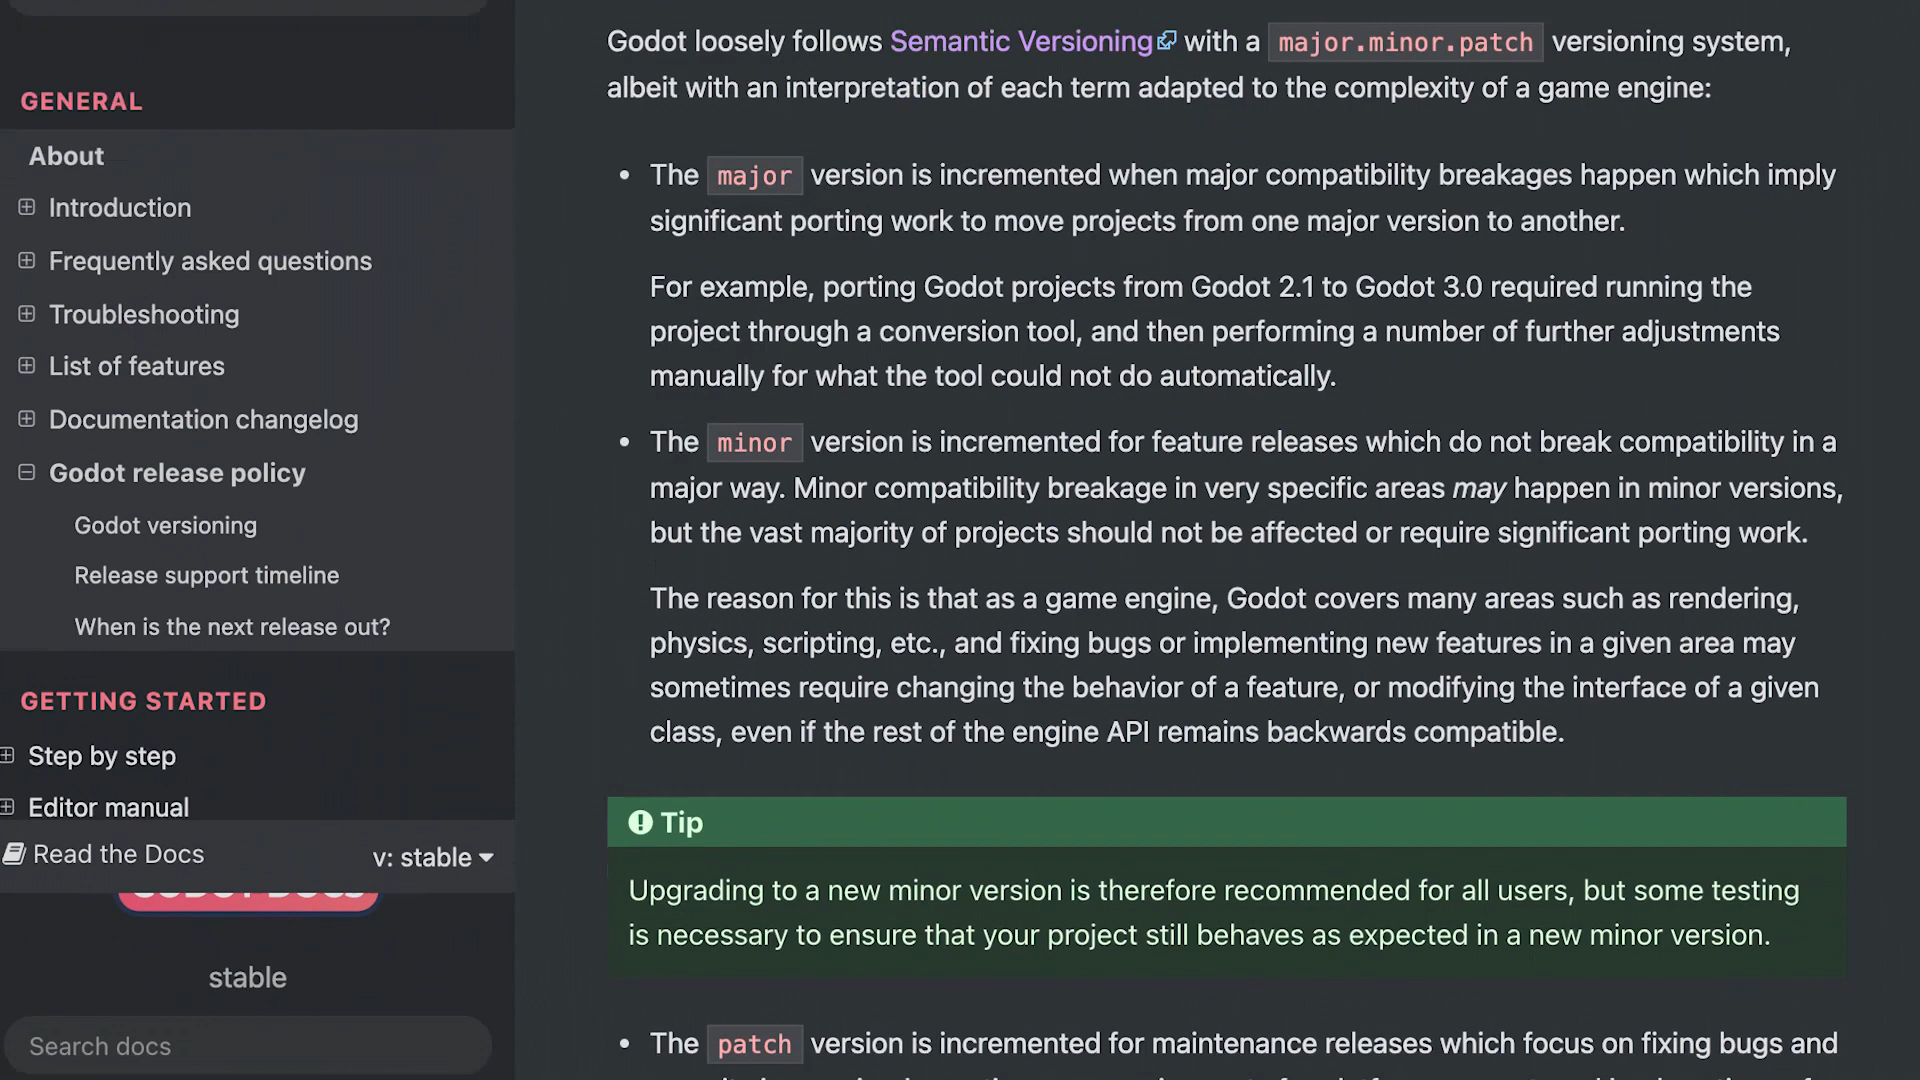 GENERAL
About
Introduction
Frequently asked questions
Troubleshooting
List of features
Documentation changelog
Godot release policy
Godot versioning
Release support timeline
When is the next release out?
GETTING STARTED
Step by step
Editor manual
Read the Docs
v: stable
stable
Search docs
Godot loosely follows Semantic Versioning with a major.minor.patch versioning system,
albeit with an interpretation of each term adapted to the complexity of a game engine:
• The major version is incremented when major compatibility breakages happen which imply
significant porting work to move projects from one major version to another.
For example, porting Godot projects from Godot 2.1 to Godot 3.0 required running the
project through a conversion tool, and then performing a number of further adjustments
manually for what the tool could not do automatically.
• The minor version is incremented for feature releases which do not break compatibility in a
major way. Minor compatibility breakage in very specific areas may happen in minor versions,
but the vast majority of projects should not be affected or require significant porting work.
The reason for this is that as a game engine, Godot covers many areas such as rendering,
physics, scripting, etc., and fixing bugs or implementing new features in a given area may
sometimes require changing the behavior of a feature, or modifying the interface of a given
class, even if the rest of the engine API remains backwards compatible.
Tip
Upgrading to a new minor version is therefore recommended for all users, but some testing
is necessary to ensure that your project still behaves as expected in a new minor version.
• The patch version is incremented for maintenance releases which focus on fixing bugs and